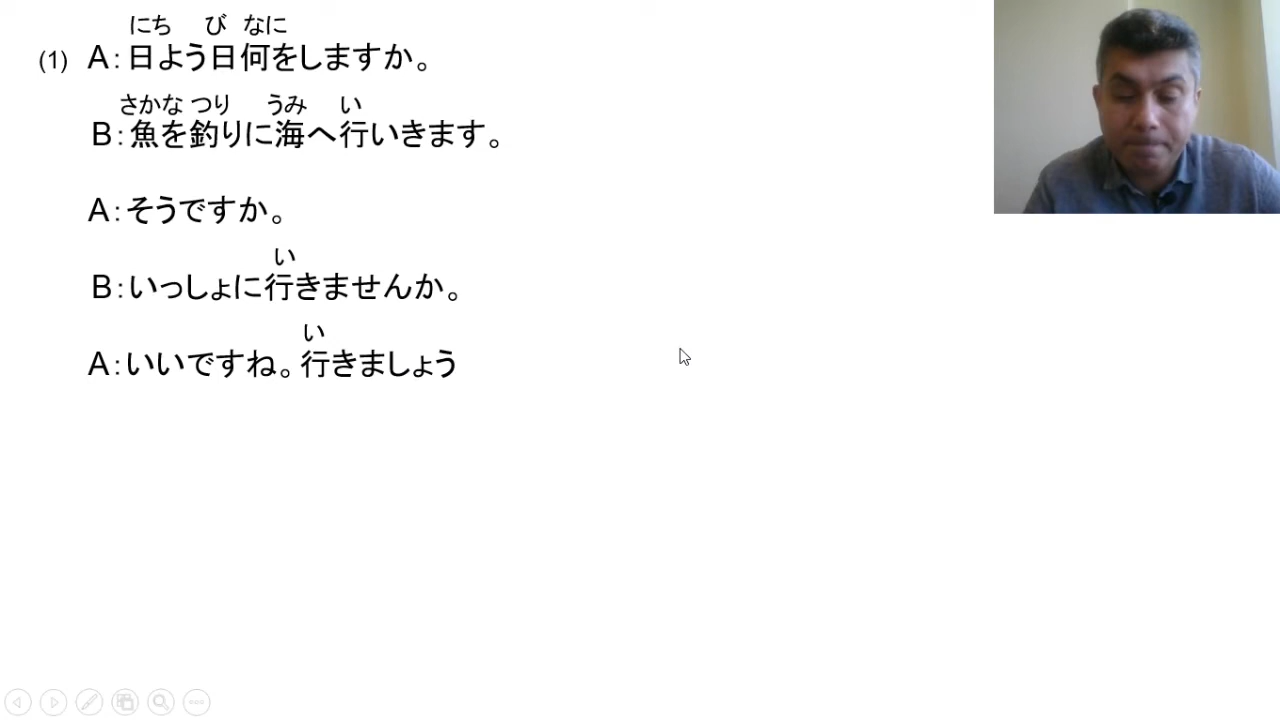 にち び なに
(1) A:日よう日何をしますか。
さかな つり うみ い
B:魚を釣りに海へ行いきます。
A:そうですか。
い
B:いっしょに行きませんか。
い
A:いいですね。行きましょう